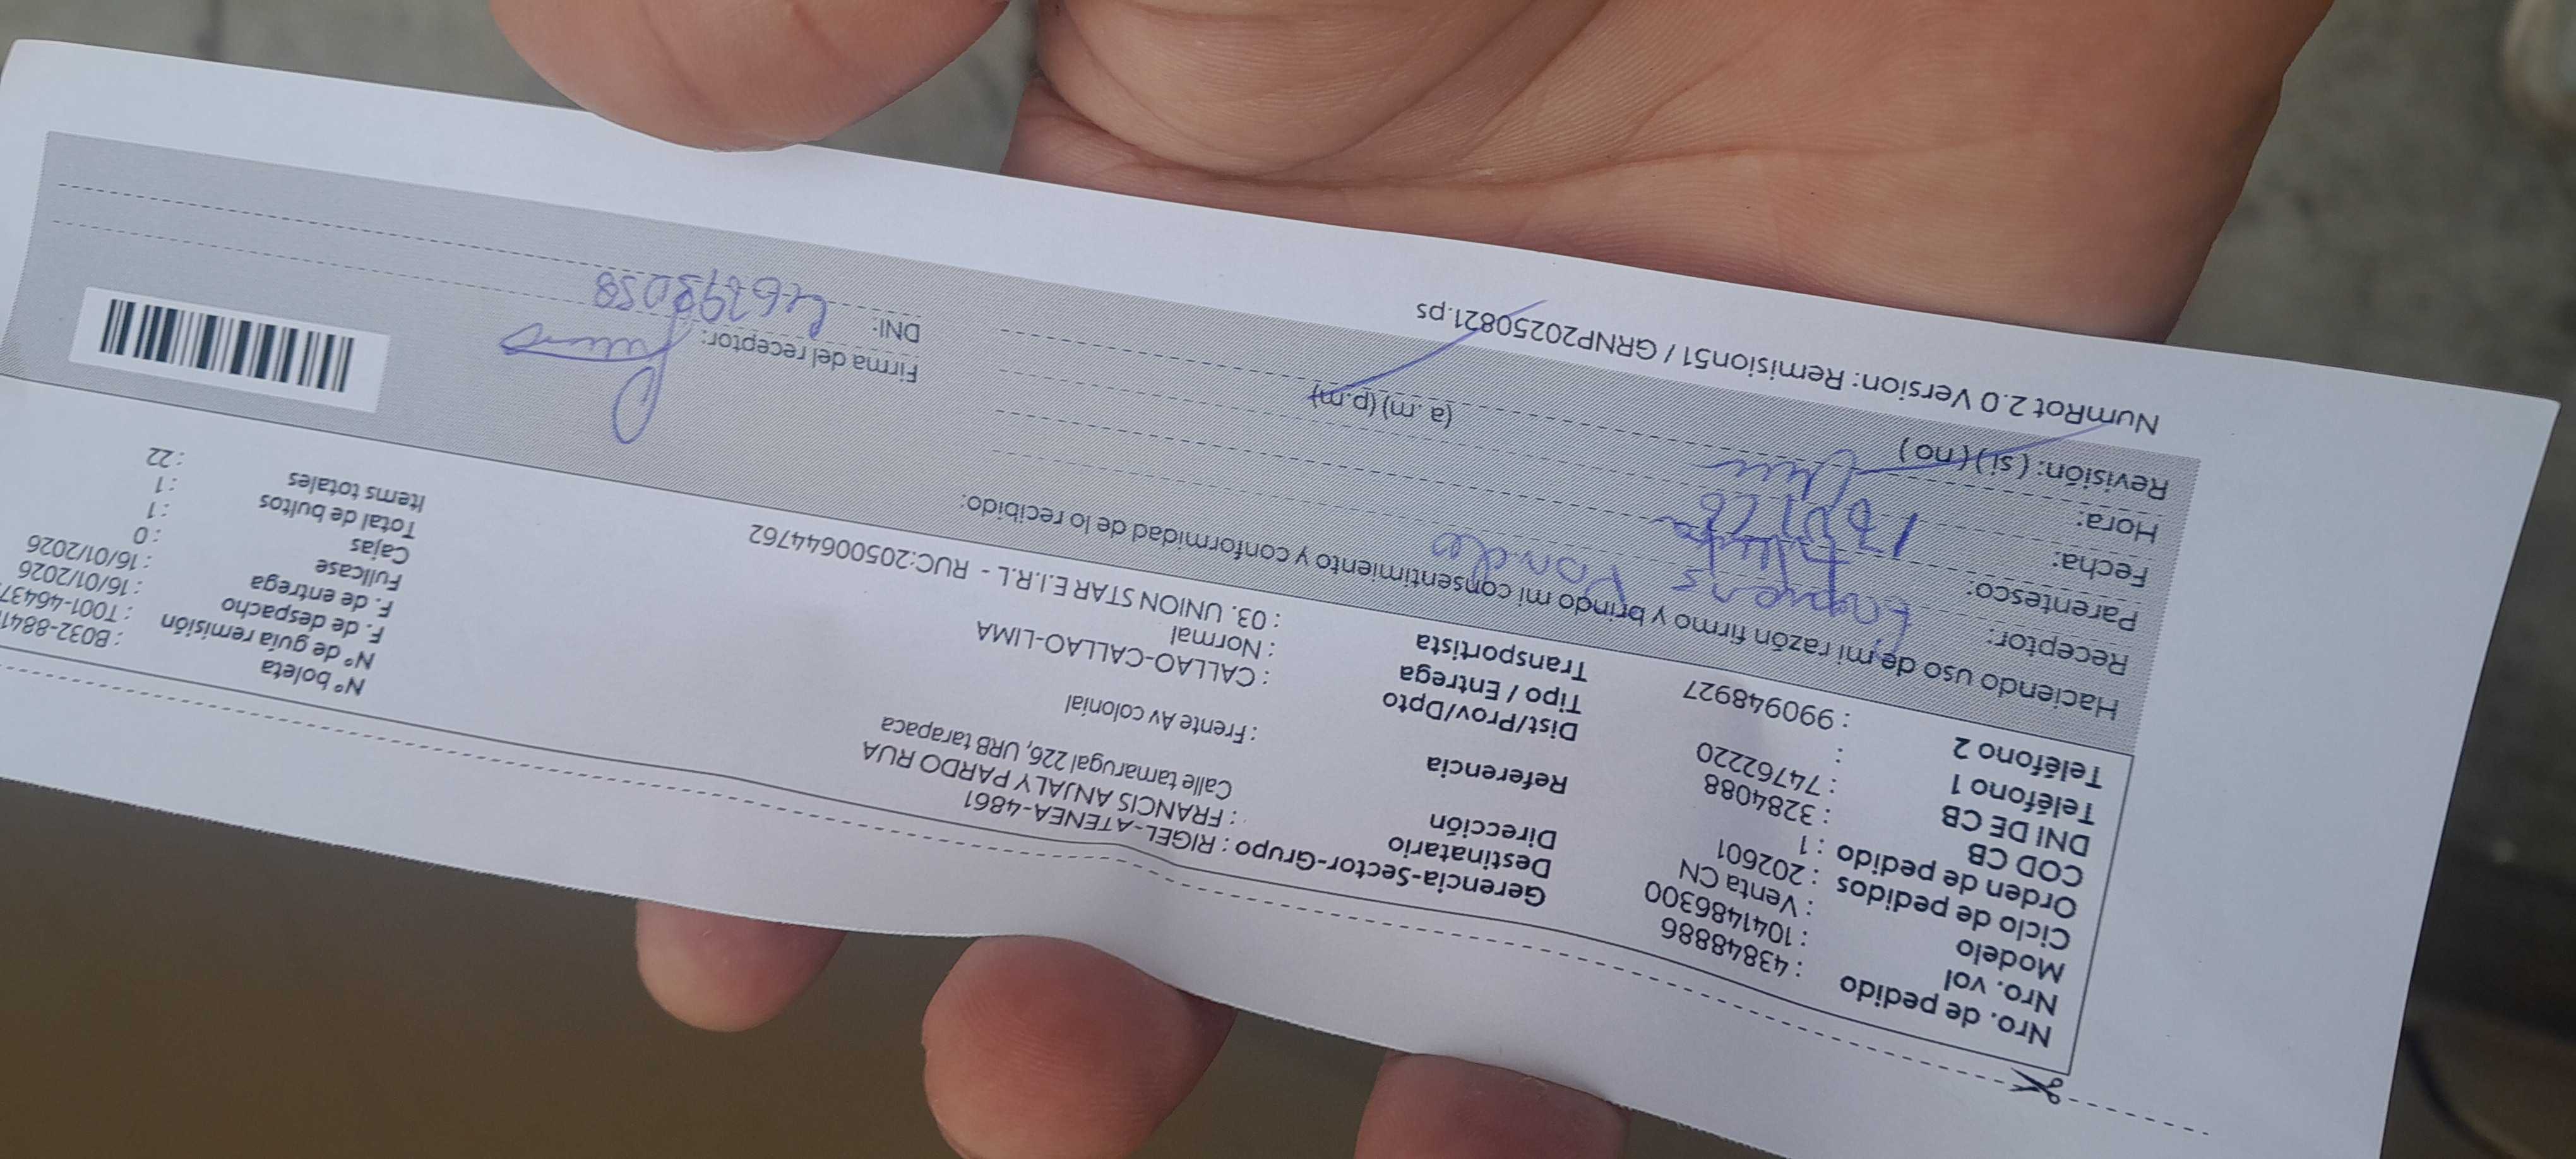 Nro. de pedido : 43848886
Nro. vol : 1041486300
Modelo : Venta CN
Ciclo de pedidos : 202601
Orden de pedido : 1
COD CB : 3284088
DNI DE CB : 74762220
Teléfono 1 :
Teléfono 2 : 990948927
Gerencia-Sector-Grupo : RIGEL-ATENEA-4861
Destinatario : FRANCIS ANJALY PARDO RUA
Dirección Calle tamarugal 226, URB tarapaca
Referencia : Frente Av colonial
Dist/Prov/Dpto : CALLAO-CALLAO-LIMA
Tipo / Entrega : Normal
Transportista : 03. UNION STAR E.I.R.L - RUC:20500644762
Nº boleta : B032-8841
Nº de guía remisión : T001-46437
F. de despacho : 16/01/2026
F. de entrega : 16/01/2026
Fullcase : 0
Cajas : 1
Total de bultos : 1
Items totales : 22
Haciendo uso de mi razón firmo y brindo mi consentimiento y conformidad de lo recibido:
Receptor:
Parentesco:
Fecha:
Hora: (a.m) (p.m)
Revisión: ( si ) ( no )
Firma del receptor:
DNI:
NumRot 2.0 Version: Remision51 / GRNP20250821.ps